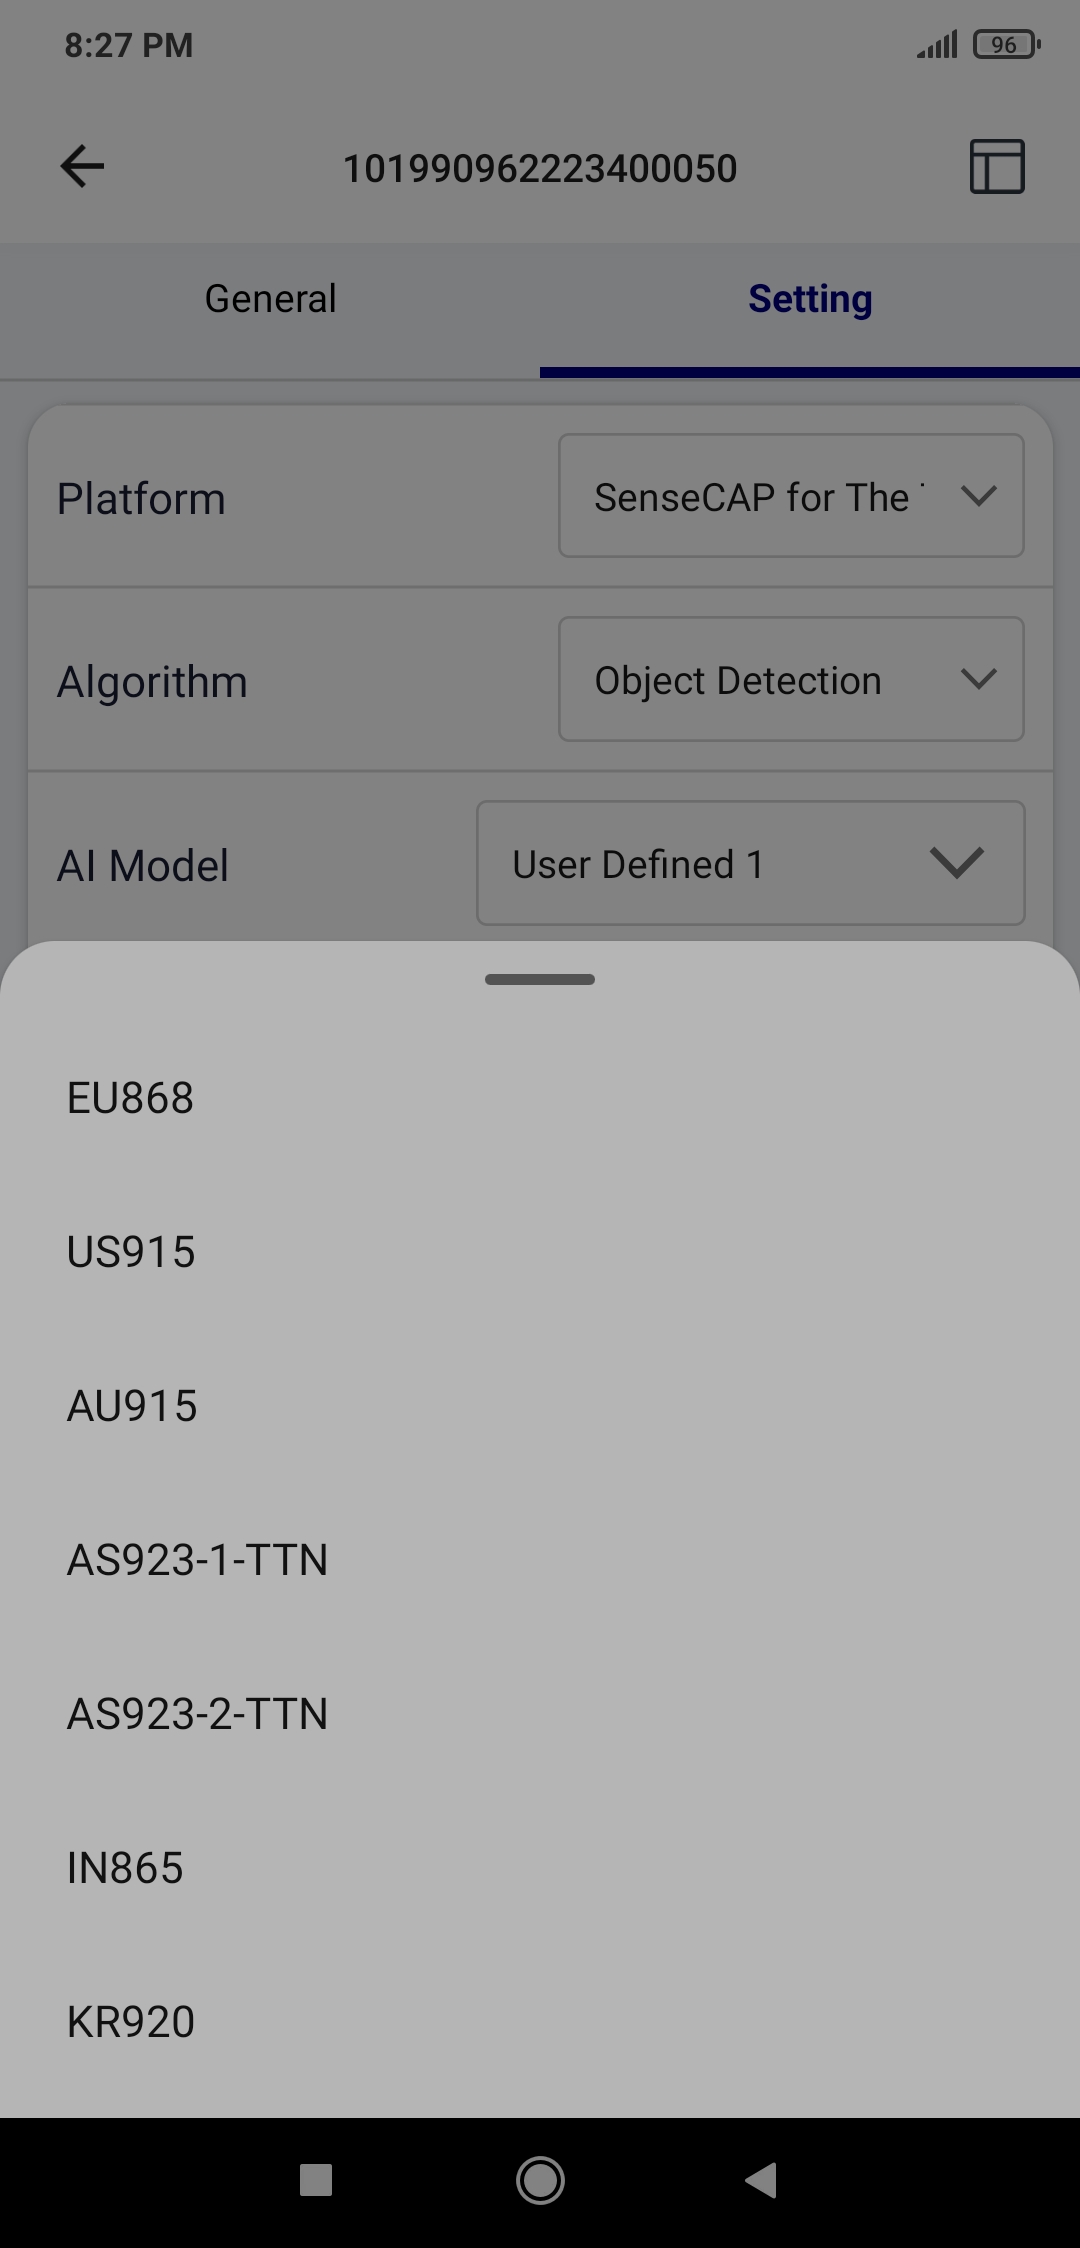 8:27 PM
96
101990962223400050
General
Setting
Platform
SenseCAP for The
Algorithm
Object Detection
AI Model
User Defined 1
EU868
US915
AU915
AS923-1-TTN
AS923-2-TTN
IN865
KR920